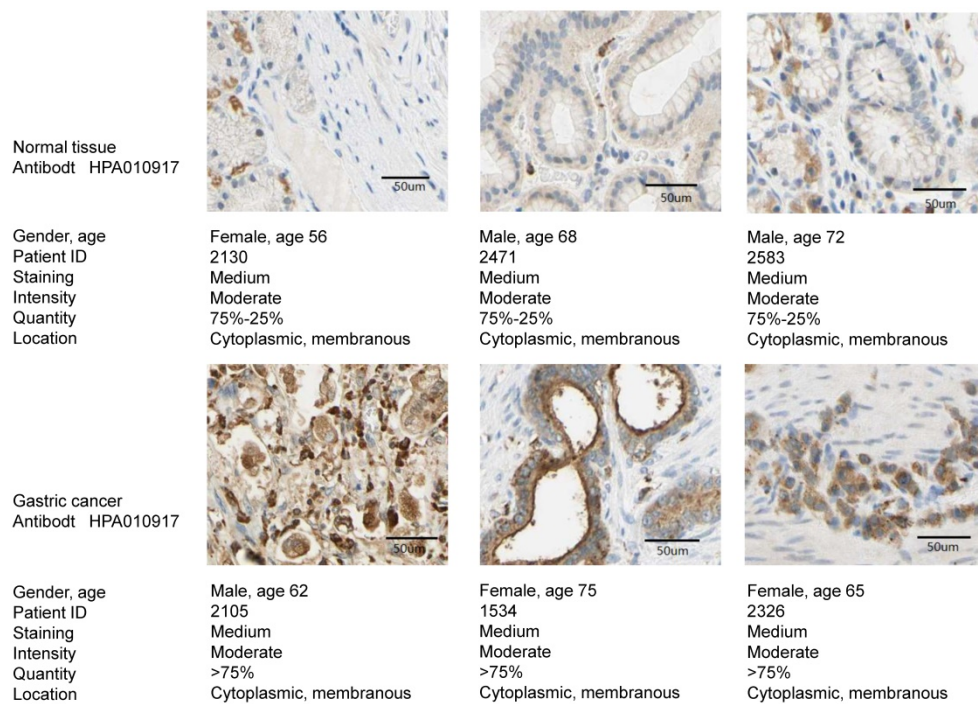 50um
50um
50um
Normal tissue
Antibodt HPA010917
Gender, age Female, age 56 Male, age 68 Male, age 72
Patient ID 2130 2471 2583
Staining Medium Medium Medium
Intensity Moderate Moderate Moderate
Quantity 75%-25% 75%-25% 75%-25%
Location Cytoplasmic, membranous Cytoplasmic, membranous Cytoplasmic, membranous
Gastric cancer
Antibodt HPA010917
50um
50um
50um
Gender, age Male, age 62 Female, age 75 Female, age 65
Patient ID 2105 1534 2326
Staining Medium Medium Medium
Intensity Moderate Moderate Moderate
Quantity >75% >75% >75%
Location Cytoplasmic, membranous Cytoplasmic, membranous Cytoplasmic, membranous